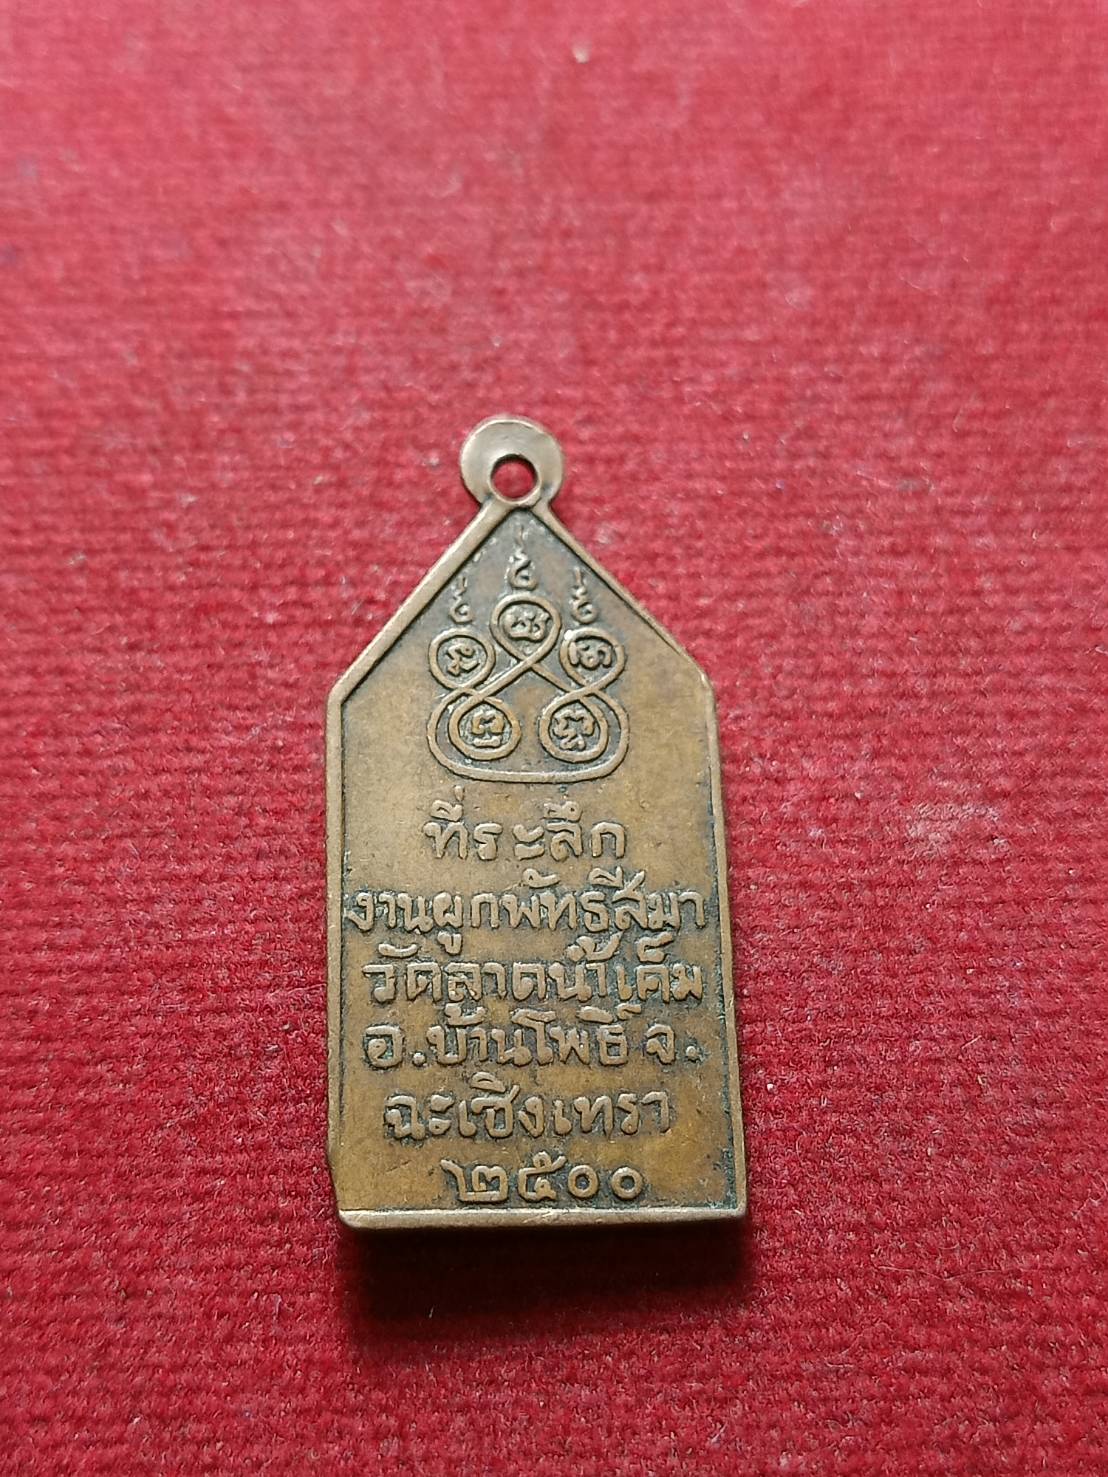 ที่ระลึก
งานผูกพัทธสีมา
วัดลาดน้ำเค็ม
อ.บ้านโพธิ์ จ.
ฉะเชิงเทรา
๒๕๐๐